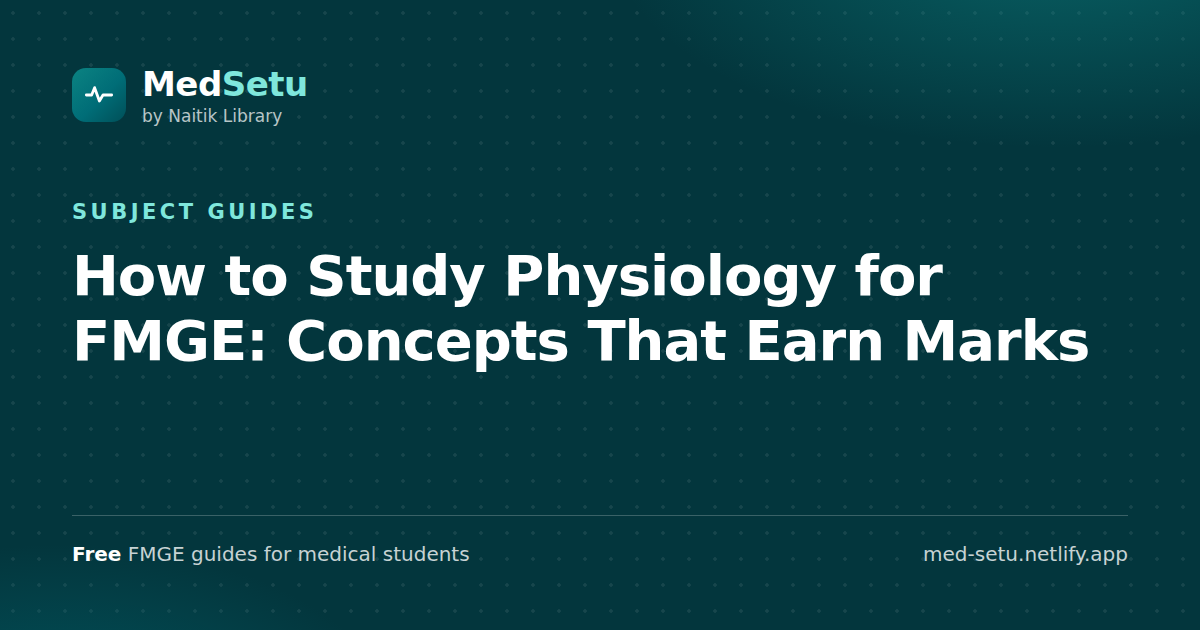 MedSetu
by Naitik Library
SUBJECT GUIDES
How to Study Physiology for
FMGE: Concepts That Earn Marks
Free FMGE guides for medical students
med-setu.netlify.app